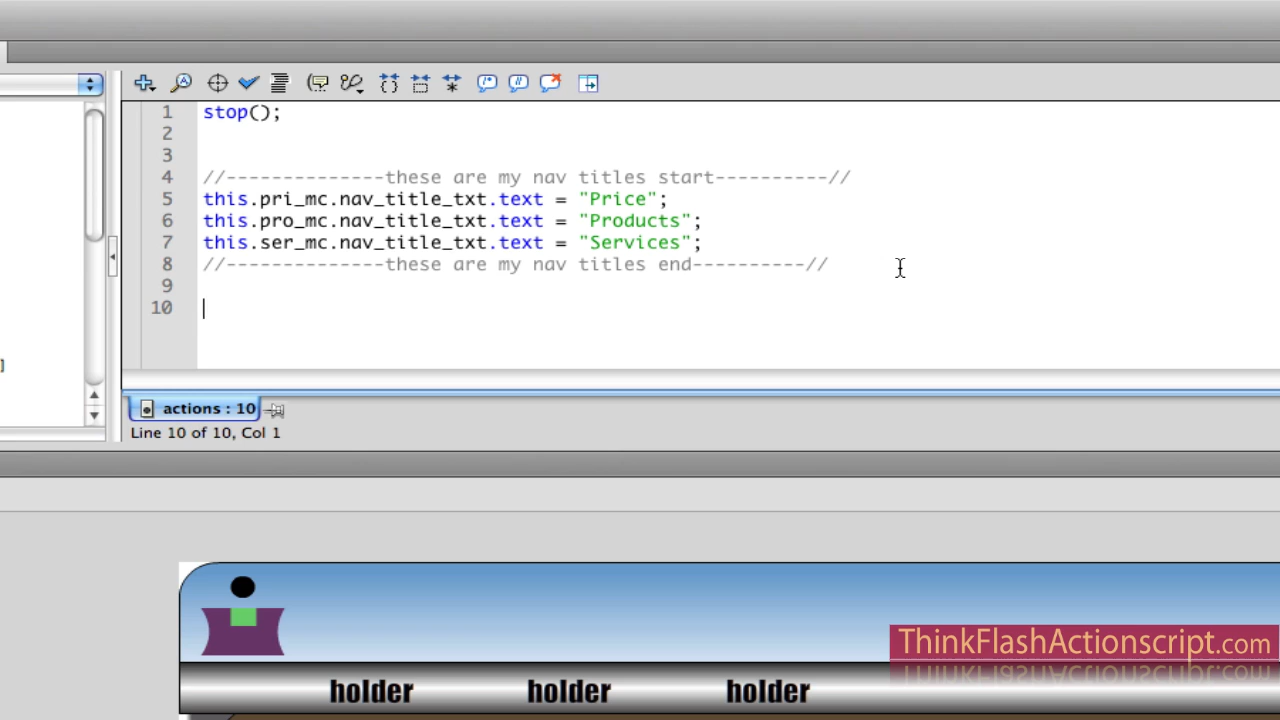 1 stop();
2
3
4 //--------------these are my nav titles start----------//
5 this.pri_mc.nav_title_txt.text = "Price";
6 this.pro_mc.nav_title_txt.text = "Products";
7 this.ser_mc.nav_title_txt.text = "Services";
8 //--------------these are my nav titles end----------//
9
10
]
actions : 10
Line 10 of 10, Col 1
ThinkFlashActionscript.com
holder holder holder